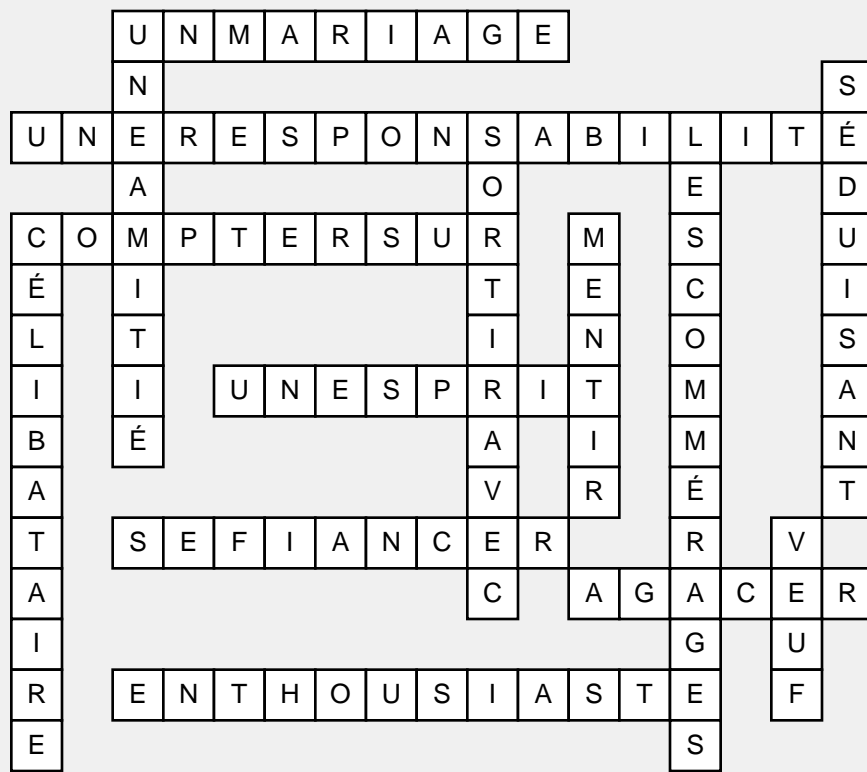 UNMARIAGE
UNEAMITIÉ
SÉDUISANT
UNERESPONSABILITÉ
SORTIRAVEC
LESCOMMÉRAGES
COMPTERSUR
CÉLIBATAIRE
MENTIR
UNESPRIT
SEFIANCER
VEUF
AGACER
ENTHOUSIASTE